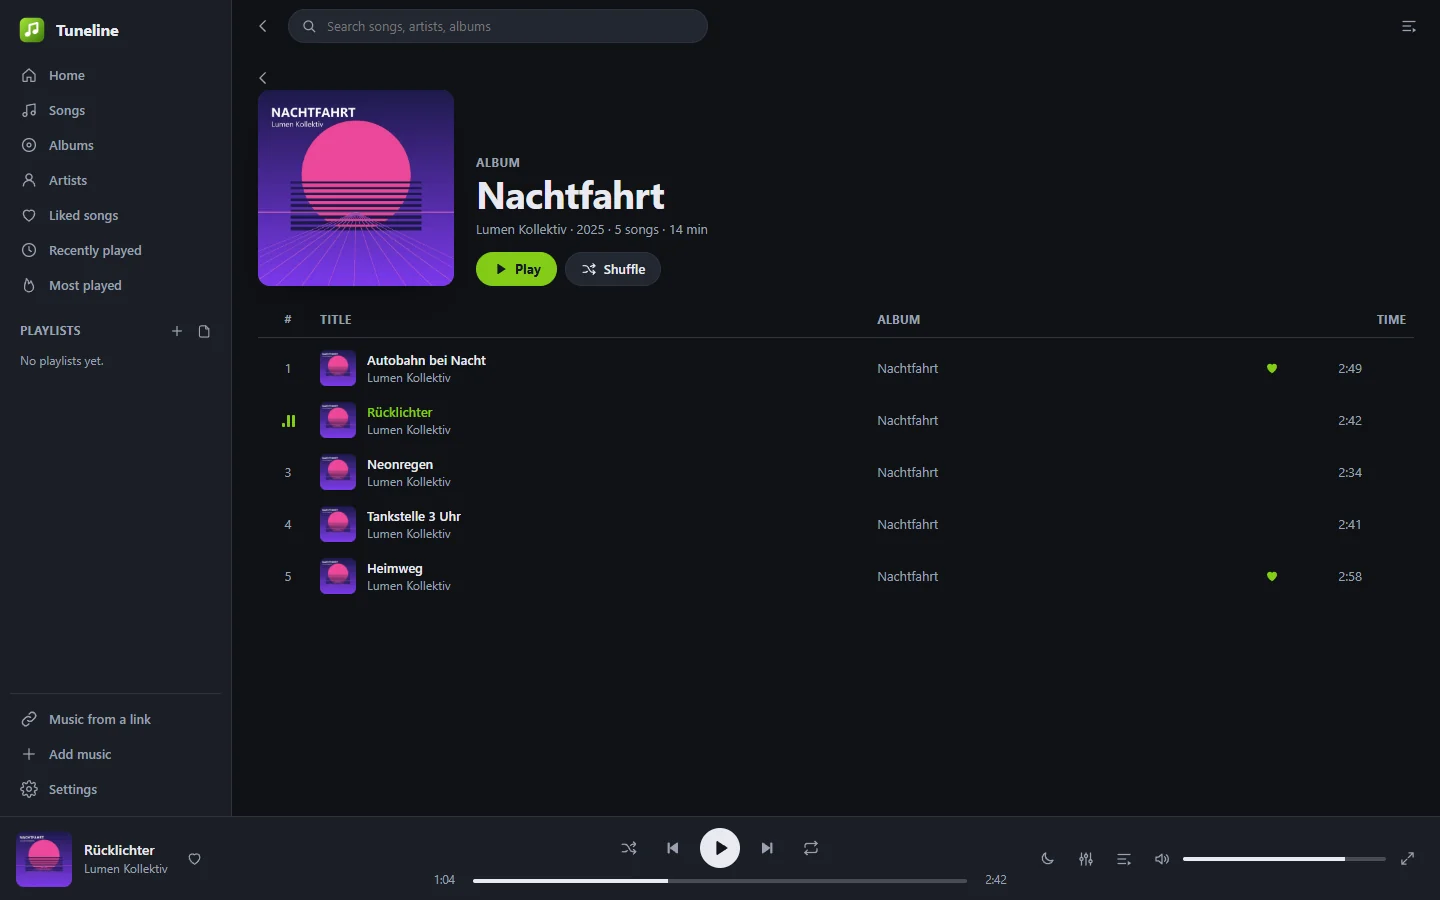 Tuneline
Search songs, artists, albums
Home
Songs
Albums
Artists
Liked songs
Recently played
Most played
PLAYLISTS
No playlists yet.
Music from a link
Add music
Settings
NACHTFAHRT
Lumen Kollektiv
ALBUM
Nachtfahrt
Lumen Kollektiv · 2025 · 5 songs · 14 min
Play Shuffle
# TITLE ALBUM TIME
1 Autobahn bei Nacht Nachtfahrt 2:49
Lumen Kollektiv
Rücklichter Nachtfahrt 2:42
Lumen Kollektiv
3 Neonregen Nachtfahrt 2:34
Lumen Kollektiv
4 Tankstelle 3 Uhr Nachtfahrt 2:41
Lumen Kollektiv
5 Heimweg Nachtfahrt 2:58
Lumen Kollektiv
NACHTFAHRT
Rücklichter
Lumen Kollektiv
1:04 2:42